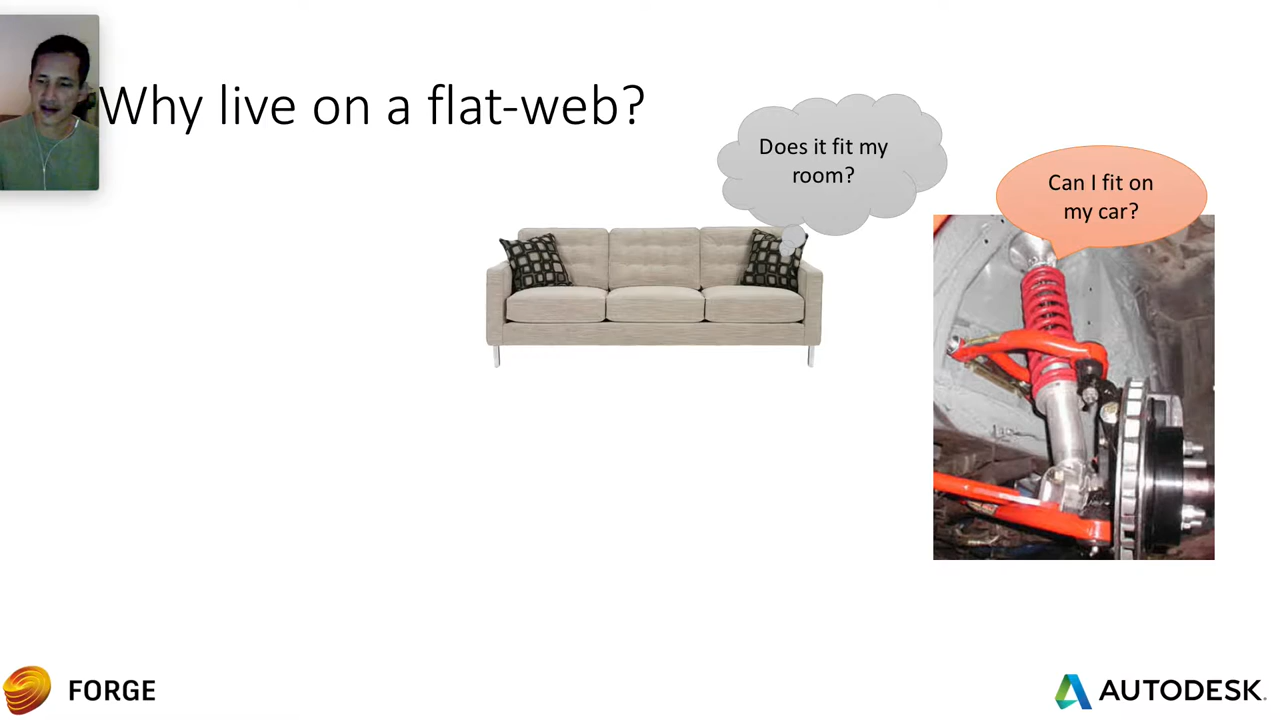 Why live on a flat-web?
Does it fit my
room?
Can I fit on
my car?
FORGE
AUTODESK.